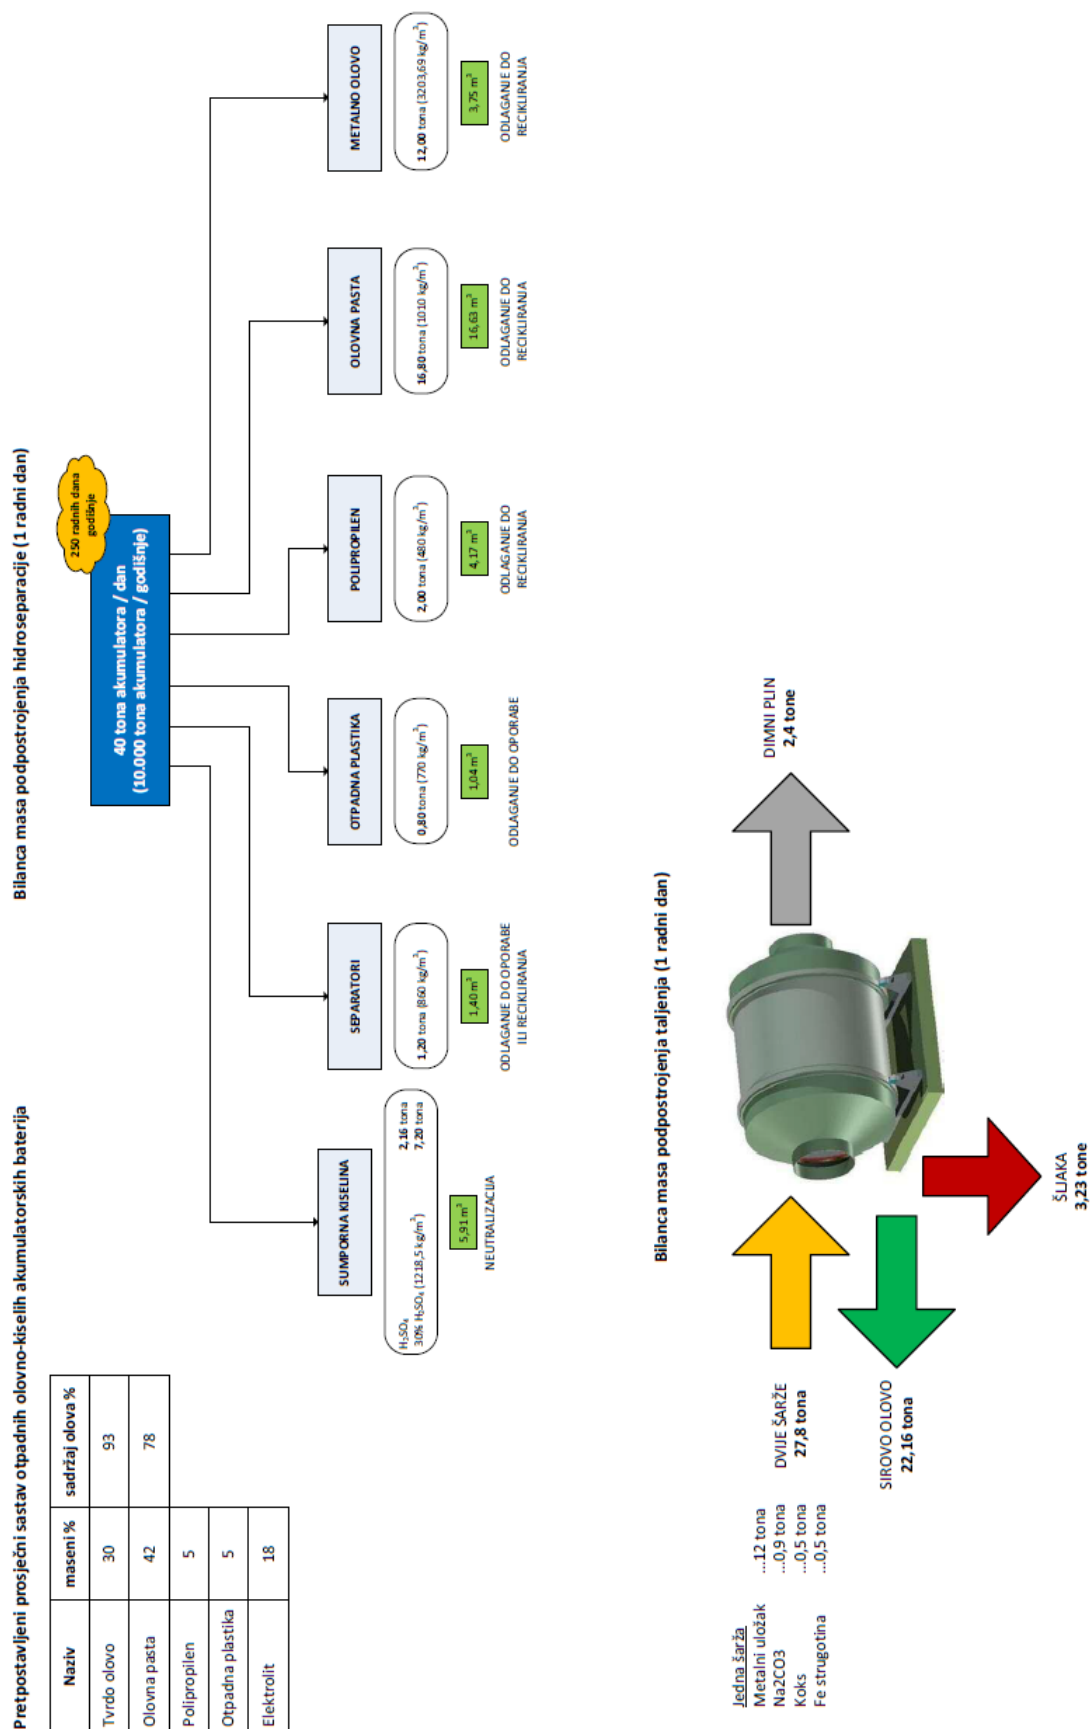 Pretpostavljeni prosječni sastav otpadnih olovno-kiselih akumulatorskih baterija
Naziv maseni % sadržaj olova %
Tvrdo olovo 30 93
Olovna pasta 42 78
Polipropilen 5
Otpadna plastika 5
Elektrolit 18
Bilanca masa podpostrojenja hidroseparacije (1 radni dan)
250 radnih dana
godišnje
40 tona akumulatora / dan
(10.000 tona akumulatora / godišnje)
SUMPORNA KISELINA
H₂SO₄ 2,16 tona
30% H₂SO₄ (1218,5 kg/m³) 7,20 tona
5,91 m³
NEUTRALIZACIJA
SEPARATORI
1,20 tona (860 kg/m³)
1,40 m³
ODLAGANJE DO OPORABE
ILI RECIKLIRANJA
OTPADNA PLASTIKA
0,80 tona (770 kg/m³)
1,04 m³
ODLAGANJE DO OPORABE
POLIPROPILEN
2,00 tona (480 kg/m³)
4,17 m³
ODLAGANJE DO
RECIKLIRANJA
OLOVNA PASTA
16,80 tona (1010 kg/m³)
16,63 m³
ODLAGANJE DO
RECIKLIRANJA
METALNO OLOVO
12,00 tona (3203,69 kg/m³)
3,75 m³
ODLAGANJE DO
RECIKLIRANJA
Bilanca masa podpostrojenja taljenja (1 radni dan)
Jedna šarža
Metalni uložak ...12 tona
Na2CO3 ...0,9 tona
Koks ...0,5 tona
Fe strugotina ...0,5 tona
DVIJE ŠARŽE
27,8 tona
SIROVO OLOVO
22,16 tona
DIMNI PLIN
2,4 tone
ŠLJAKA
3,23 tone